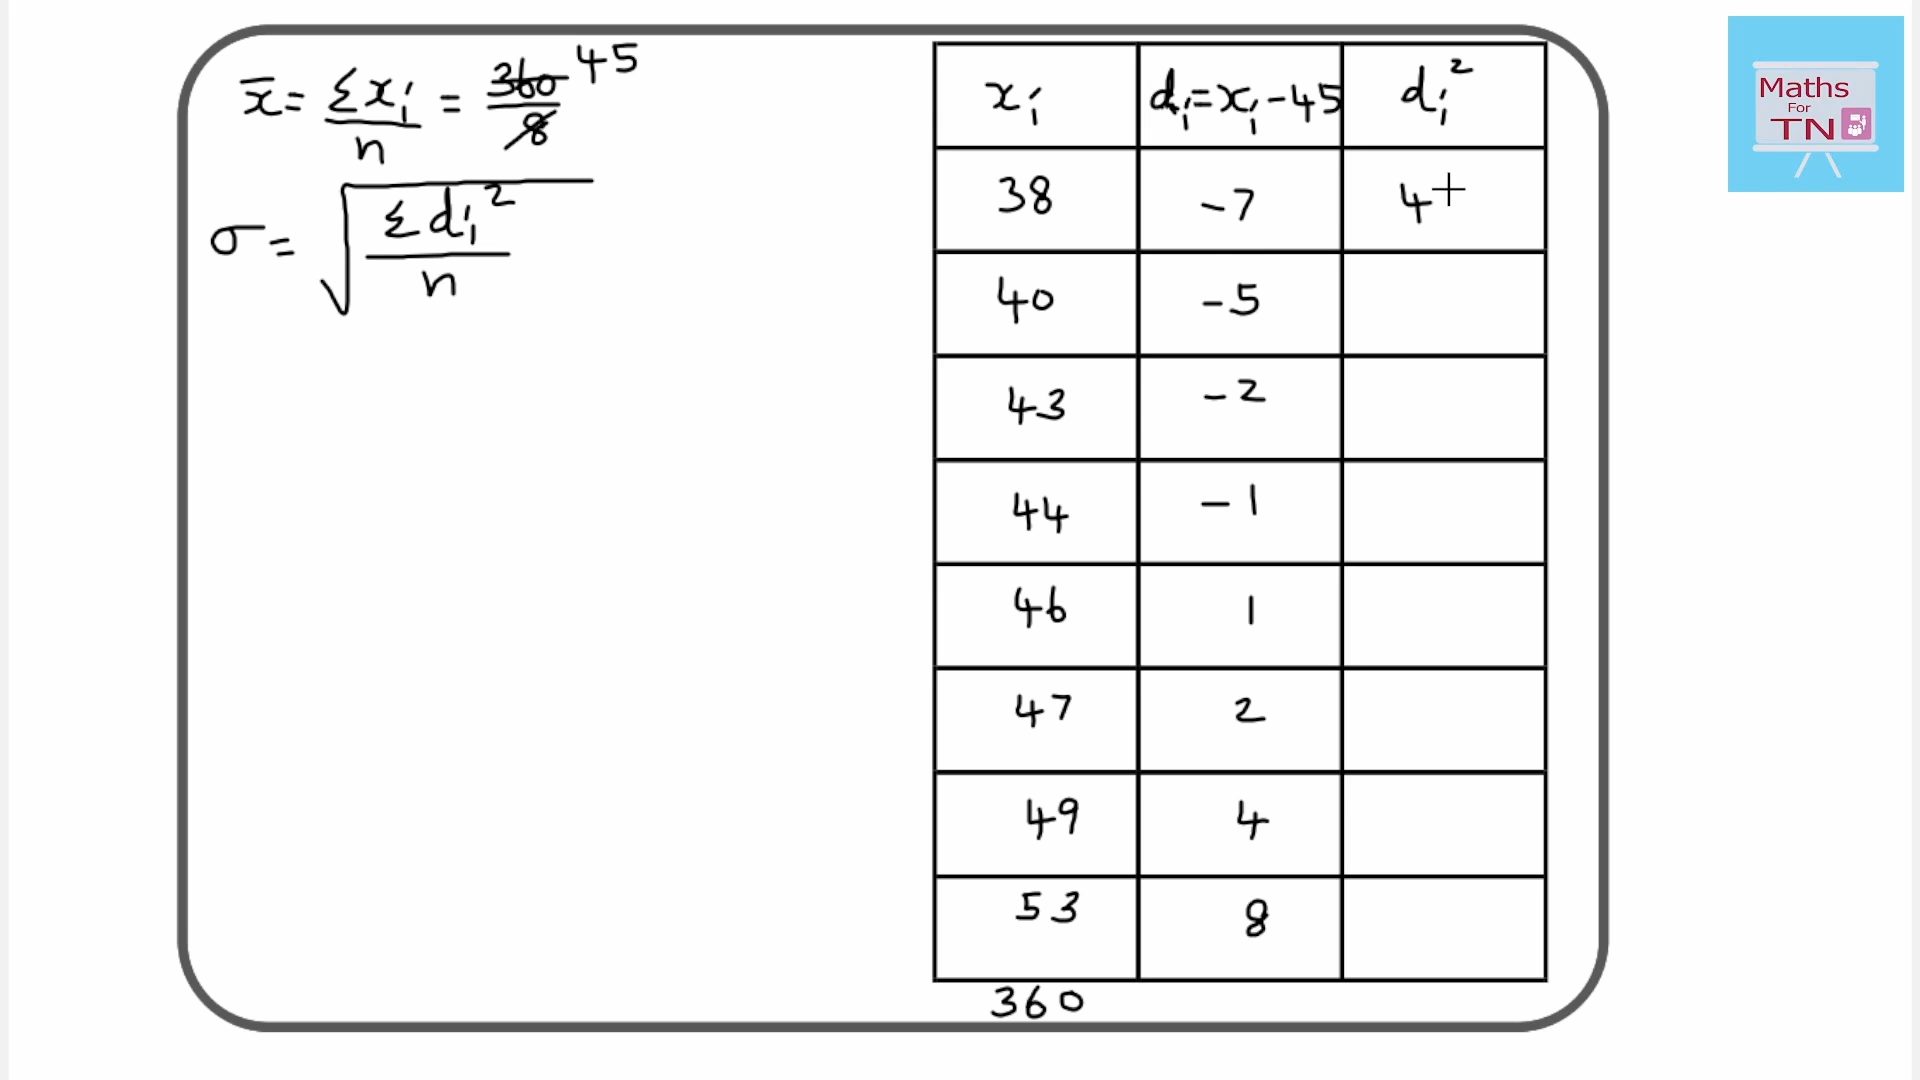 x̄ = Σxᵢ/n = 360/8 45
σ = √(Σdᵢ²/n)
xᵢ dᵢ=xᵢ-45 dᵢ²
38 -7 4
40 -5
43 -2
44 -1
46 1
47 2
49 4
53 8
360
Maths
For
TN